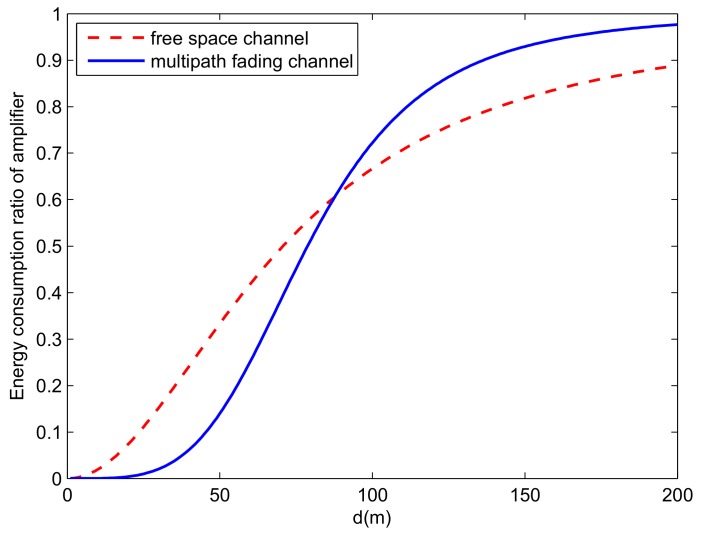 1
0.9
0.8
0.7
0.6
0.5
0.4
0.3
0.2
0.1
0
Energy consumption ratio of amplifier
free space channel
multipath fading channel
0 50 100 150 200
d(m)